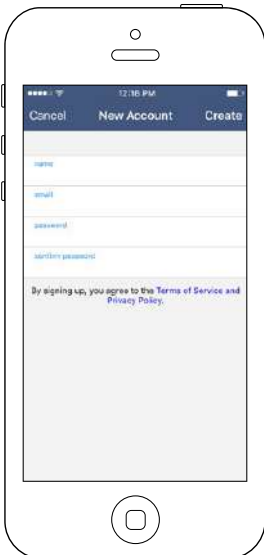 12:16 PM
Cancel New Account Create
name
email
password
confirm password
By signing up, you agree to the Terms of Service and
Privacy Policy.